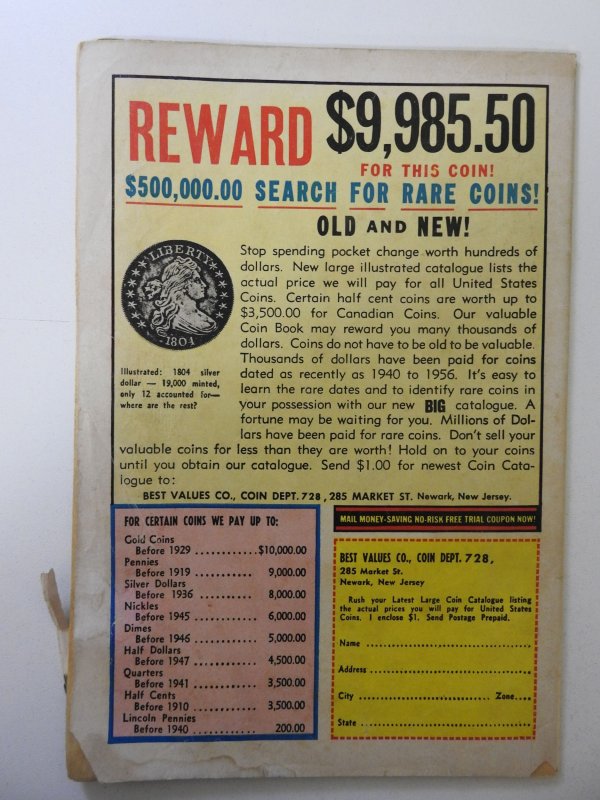 REWARD $9,985.50
FOR THIS COIN!
$500,000.00 SEARCH FOR RARE COINS!
OLD AND NEW!
LIBERTY
1804
Illustrated: 1804 silver
dollar — 19,000 minted,
only 12 accounted for—
where are the rest?
Stop spending pocket change worth hundreds of
dollars. New large illustrated catalogue lists the
actual price we will pay for all United States
Coins. Certain half cent coins are worth up to
$3,500.00 for Canadian Coins. Our valuable
Coin Book may reward you many thousands of
dollars. Coins do not have to be old to be valuable.
Thousands of dollars have been paid for coins
dated as recently as 1940 to 1956. It's easy to
learn the rare dates and to identify rare coins in
your possession with our new BIG catalogue. A
fortune may be waiting for you. Millions of Dol-
lars have been paid for rare coins. Don't sell your
valuable coins for less than they are worth! Hold on to your coins
until you obtain our catalogue. Send $1.00 for newest Coin Cata-
logue to:
BEST VALUES CO., COIN DEPT. 728, 285 MARKET ST. Newark, New Jersey.
FOR CERTAIN COINS WE PAY UP TO:
Gold Coins
Before 1929 ............$10,000.00
Pennies
Before 1919 ............ 9,000.00
Silver Dollars
Before 1936 ............ 8,000.00
Nickles
Before 1945 ............ 6,000.00
Dimes
Before 1946 ............ 5,000.00
Half Dollars
Before 1947 ............ 4,500.00
Quarters
Before 1941 ............ 3,500.00
Half Cents
Before 1910 ............ 3,500.00
Lincoln Pennies
Before 1940 ............ 200.00
MAIL MONEY-SAVING NO-RISK FREE TRIAL COUPON NOW!
BEST VALUES CO., COIN DEPT. 728,
285 Market St.
Newark, New Jersey
Rush your Latest Large Coin Catalogue listing
the actual prices you will pay for United States
Coins. I enclose $1. Send Postage Prepaid.
Name ..........................................
Address ..........................................
City .................................. Zone....
State ..........................................